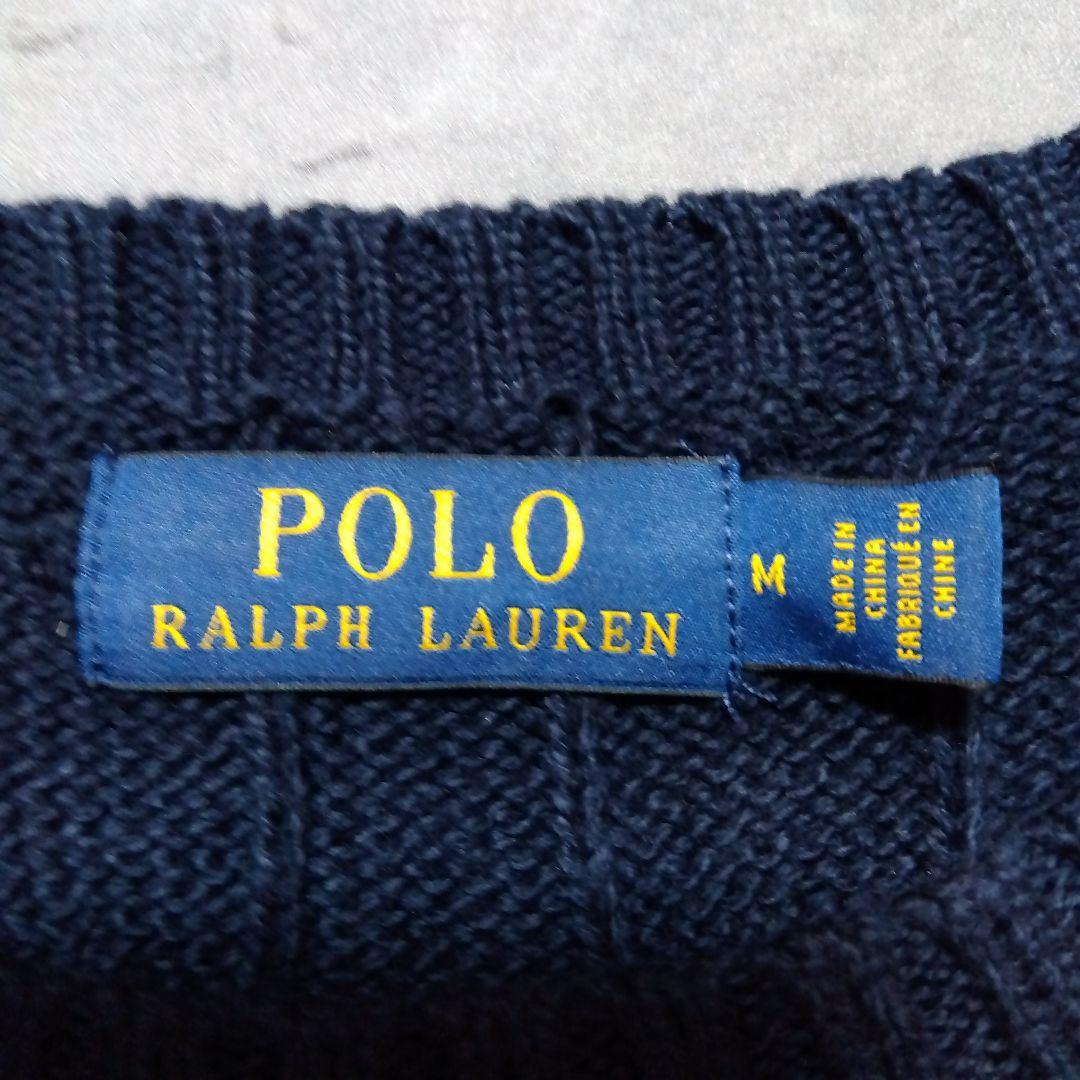 POLO
RALPH LAUREN
M
MADE IN
CHINA
FABRIQUÉ EN
CHINE